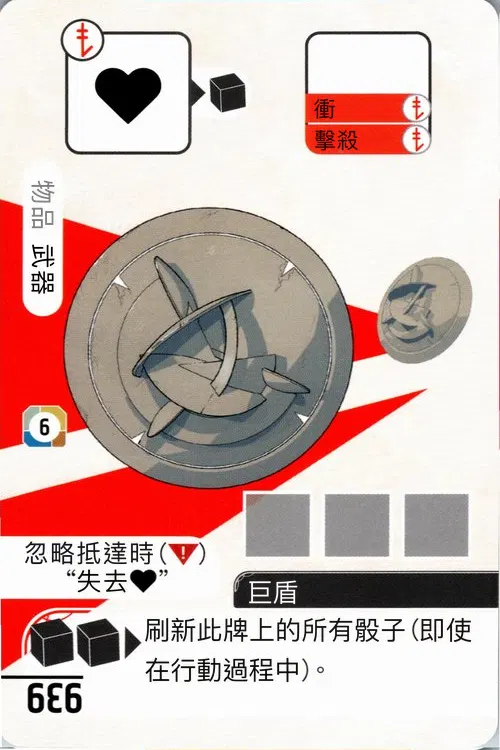 衝
擊殺
物品 武器
6
忽略抵達時(!)
“失去♥”
巨盾
刷新此牌上的所有骰子(即使
在行動過程中)。
939